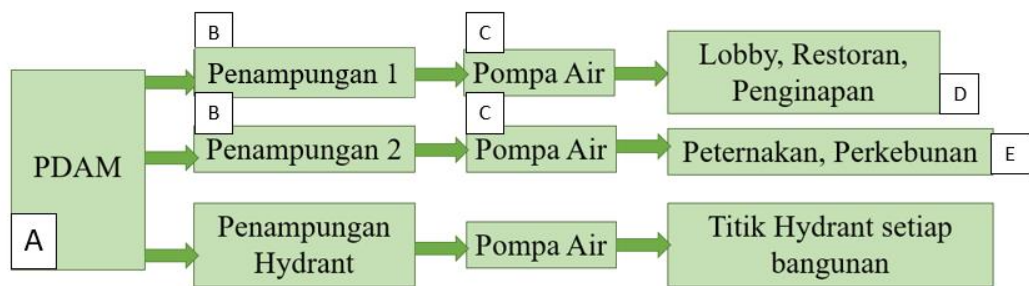 A
PDAM
B
Penampungan 1
C
Pompa Air
Lobby, Restoran,
Penginapan
D
B
Penampungan 2
C
Pompa Air
Peternakan, Perkebunan
E
Penampungan
Hydrant
Pompa Air
Titik Hydrant setiap
bangunan